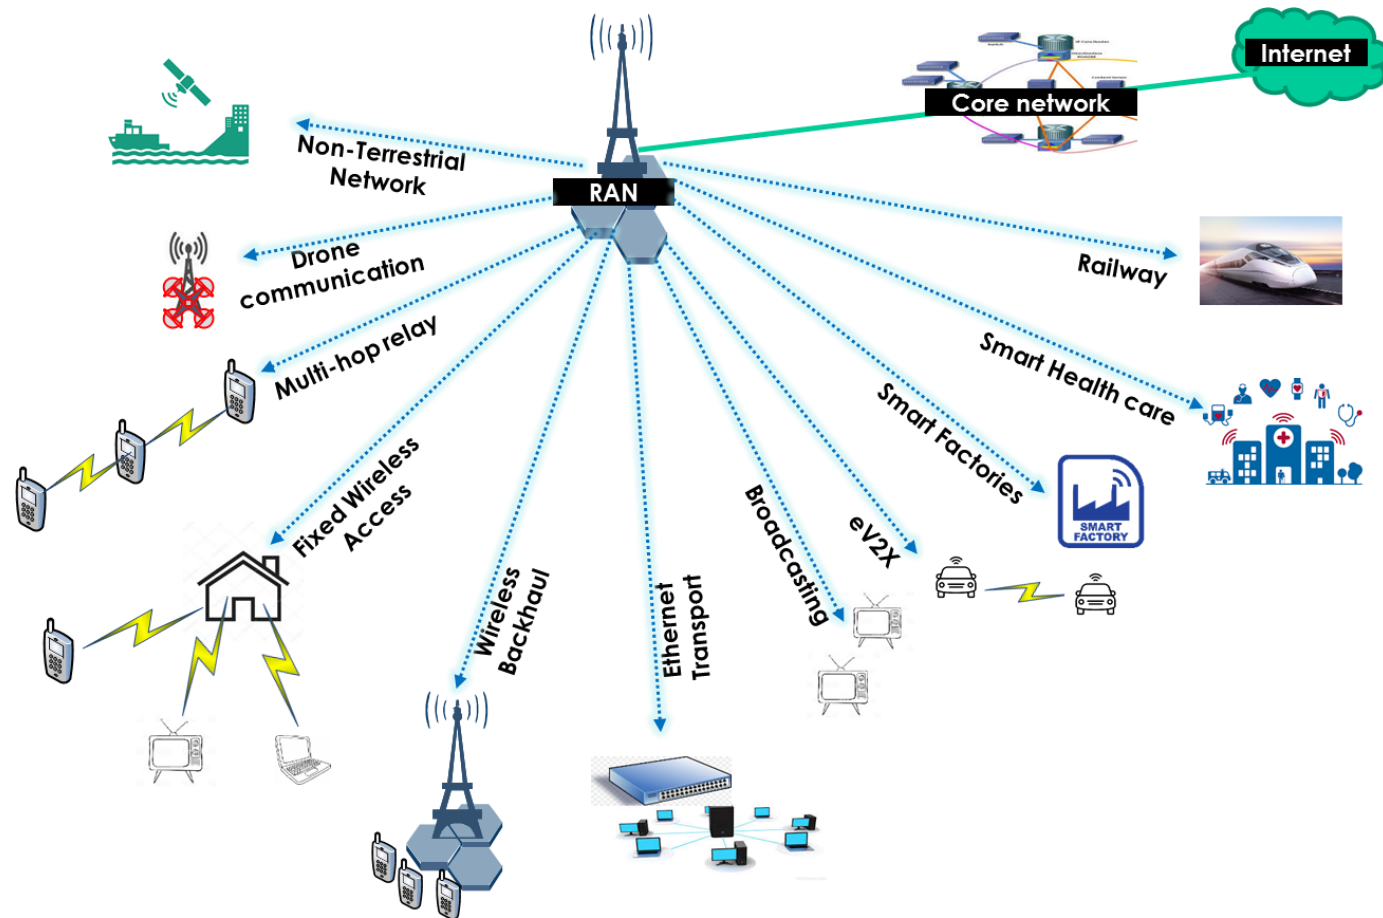 Internet
Core network
Non-Terrestrial
Network
RAN
Drone
communication
Railway
Multi-hop relay
Smart Health care
Smart Factories
Fixed Wireless
Access
Broadcasting
eV2X
SMART
FACTORY
Wireless
Backhaul
Ethernet
Transport